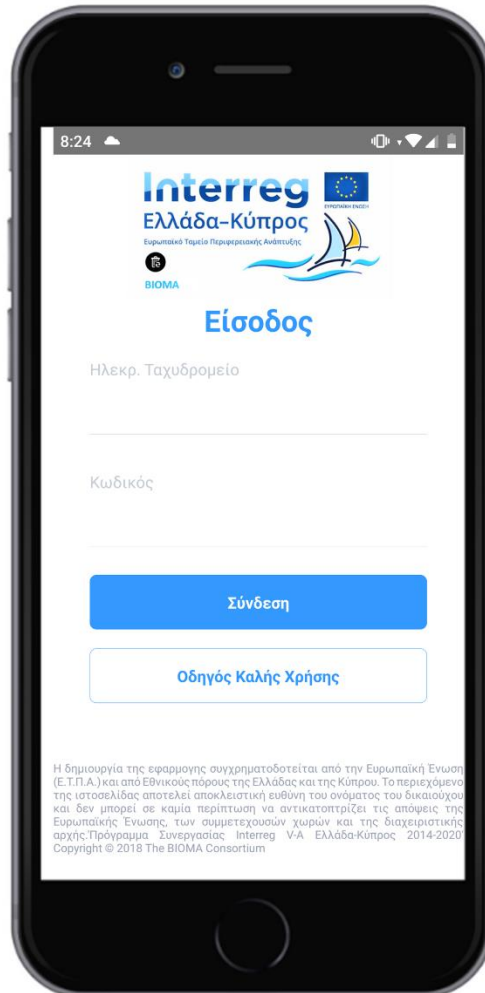 8:24
Interreg
ΕΥΡΩΠΑΪΚΗ ΕΝΩΣΗ
Ελλάδα-Κύπρος
Ευρωπαϊκό Ταμείο Περιφερειακής Ανάπτυξης
BIOMA
Είσοδος
Ηλεκρ. Ταχυδρομείο
Κωδικός
Σύνδεση
Οδηγός Καλής Χρήσης
Η δημιουργία της εφαρμογης συγχρηματοδοτείται από την Ευρωπαϊκή Ένωση
(Ε.Τ.Π.Α.) και από Εθνικούς πόρους της Ελλάδας και της Κύπρου. Το περιεχόμενο
της ιστοσελίδας αποτελεί αποκλειστική ευθύνη του ονόματος του δικαιούχου
και δεν μπορεί σε καμία περίπτωση να αντικατοπτρίζει τις απόψεις της
Ευρωπαϊκής Ένωσης, των συμμετεχουσών χωρών και της διαχειριστικής
αρχής.'Πρόγραμμα Συνεργασίας Interreg V-A Ελλάδα-Κύπρος 2014-2020'
Copyright © 2018 The BIOMA Consortium